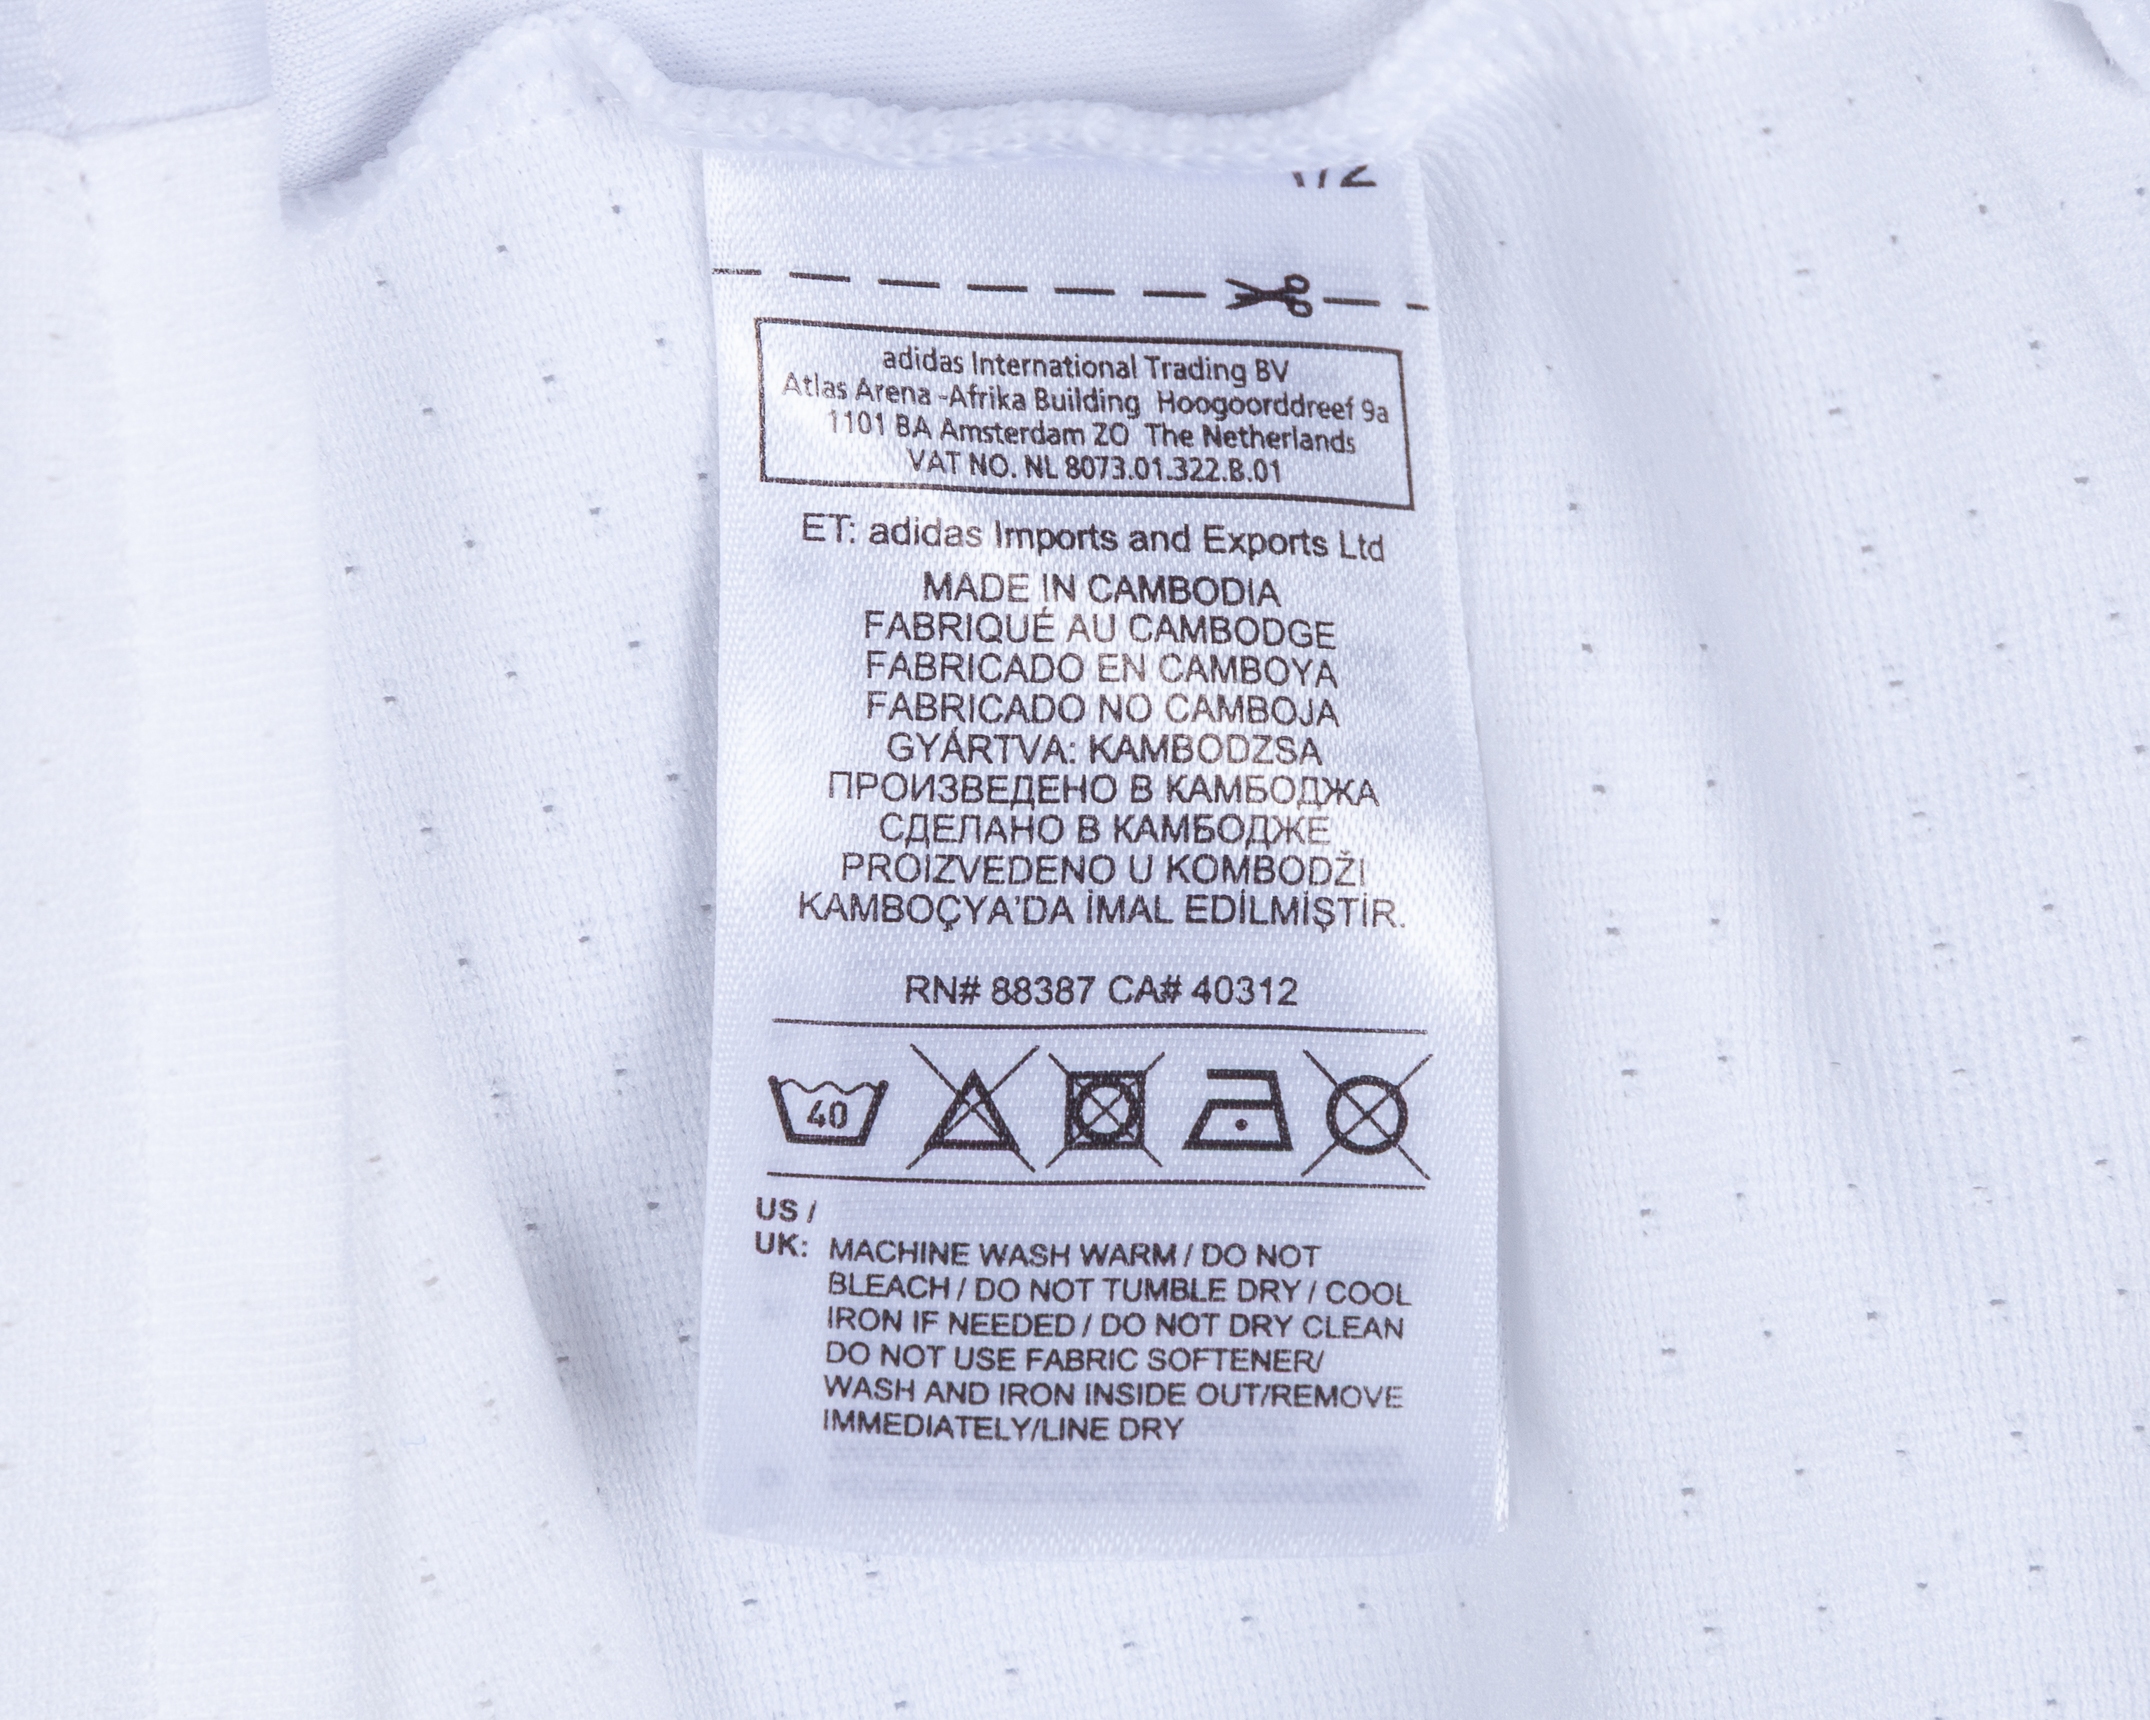 adidas International Trading BV
Atlas Arena -Afrika Building Hoogoorddreef 9a
1101 BA Amsterdam ZO The Netherlands
VAT NO. NL 8073.01.322.B.01
ET: adidas Imports and Exports Ltd
MADE IN CAMBODIA
FABRIQUÉ AU CAMBODGE
FABRICADO EN CAMBOYA
FABRICADO NO CAMBOJA
GYÁRTVA: KAMBODZSA
ПРОИЗВЕДЕНО В КАМБОДЖА
СДЕЛАНО В КАМБОДЖЕ
PROIZVEDENO U KOMBODŽI
KAMBOÇYA'DA İMAL EDİLMİŞTİR.
RN# 88387 CA# 40312
40
US /
UK: MACHINE WASH WARM / DO NOT
BLEACH / DO NOT TUMBLE DRY / COOL
IRON IF NEEDED / DO NOT DRY CLEAN
DO NOT USE FABRIC SOFTENER/
WASH AND IRON INSIDE OUT/REMOVE
IMMEDIATELY/LINE DRY